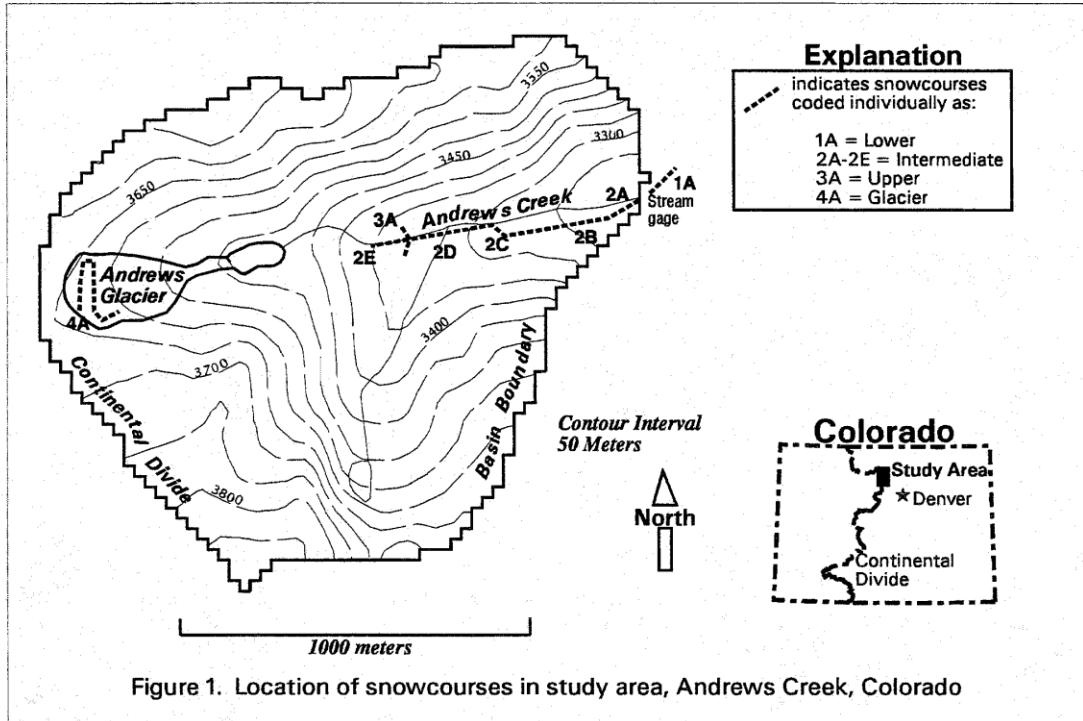 Explanation
indicates snowcourses
coded individually as:
1A = Lower
2A-2E = Intermediate
3A = Upper
4A = Glacier
3550
3300
3450
3650
1A
2A
Stream
gage
Andrews Creek
3A
2B
2C
2D
2E
Andrews
Glacier
4A
3400
3700
Continental
Divide
3800
Basin Boundary
Contour Interval
50 Meters
North
1000 meters
Colorado
Study Area
Denver
Continental
Divide
Figure 1. Location of snowcourses in study area, Andrews Creek, Colorado